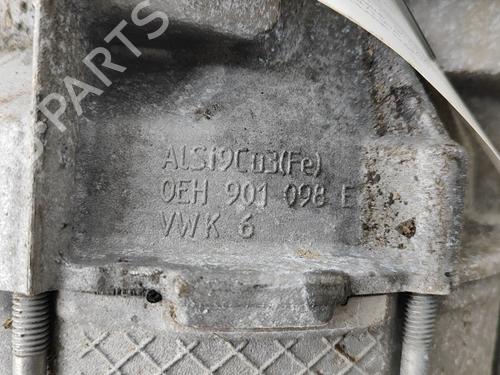 ALSi9Cu3(Fe)
0EH 901 098 E
VWK 6
B-PARTS